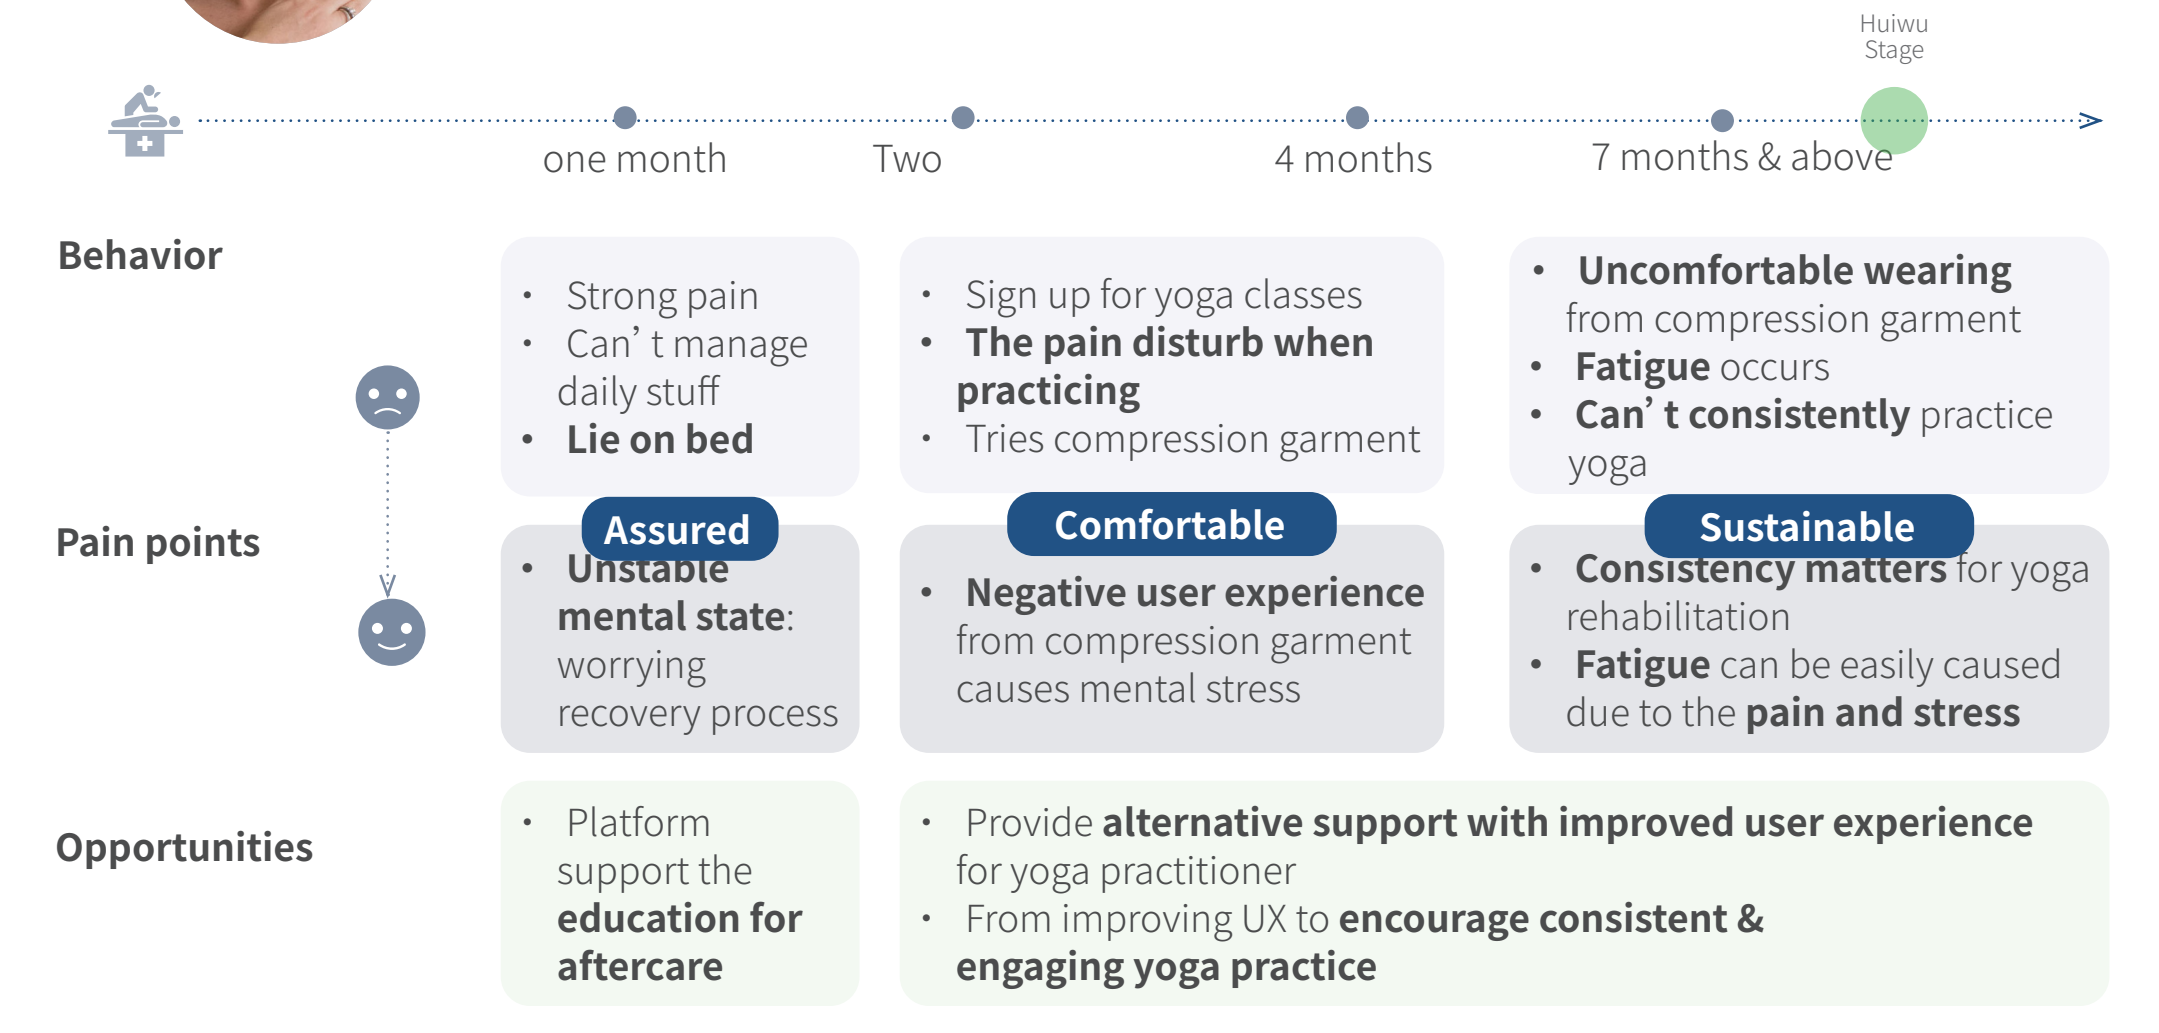 Huiwu
Stage
one month
Two
4 months
7 months & above
Behavior
• Strong pain
• Can’ t manage
daily stuff
• Lie on bed
• Sign up for yoga classes
• The pain disturb when
practicing
• Tries compression garment
• Uncomfortable wearing
from compression garment
• Fatigue occurs
• Can’ t consistently practice
yoga
Pain points
Assured
• Unstable
mental state:
worrying
recovery process
Comfortable
• Negative user experience
from compression garment
causes mental stress
Sustainable
• Consistency matters for yoga
rehabilitation
• Fatigue can be easily caused
due to the pain and stress
Opportunities
• Platform
support the
education for
aftercare
• Provide alternative support with improved user experience
for yoga practitioner
• From improving UX to encourage consistent &
engaging yoga practice